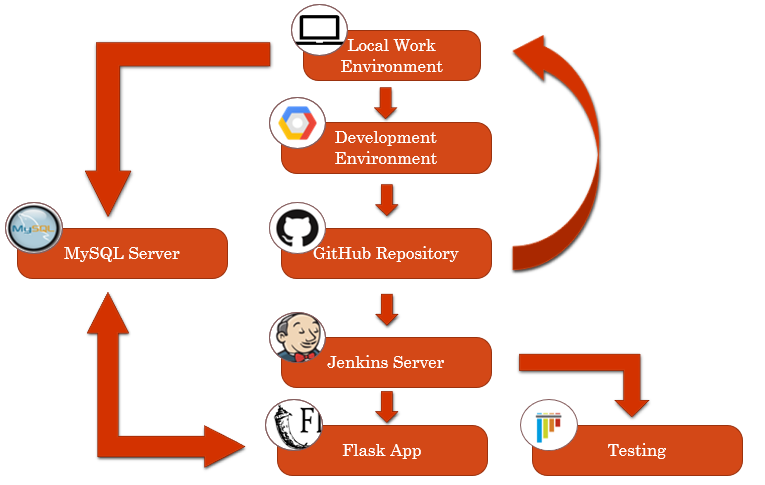 Local Work
Environment
Development
Environment
MySQL
MySQL Server
GitHub Repository
Jenkins Server
Fl
Flask App
Testing